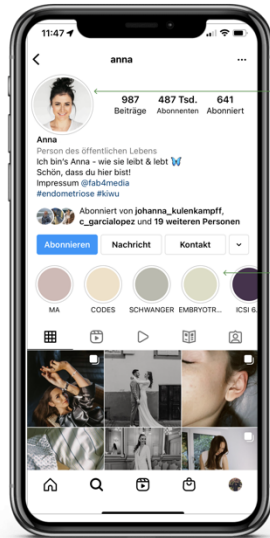 11:47
anna
987 487 Tsd. 641
Beiträge Abonnenten Abonniert
Anna
Person des öffentlichen Lebens
Ich bin's Anna - wie sie leibt & lebt
Schön, dass du hier bist!
Impressum @fab4media
#endometriose #kiwu
Abonniert von johanna_kulenkampff,
c_garcialopez und 19 weiteren Personen
Abonnieren Nachricht Kontakt
MA CODES SCHWANGER EMBRYOTR... ICSI 6.